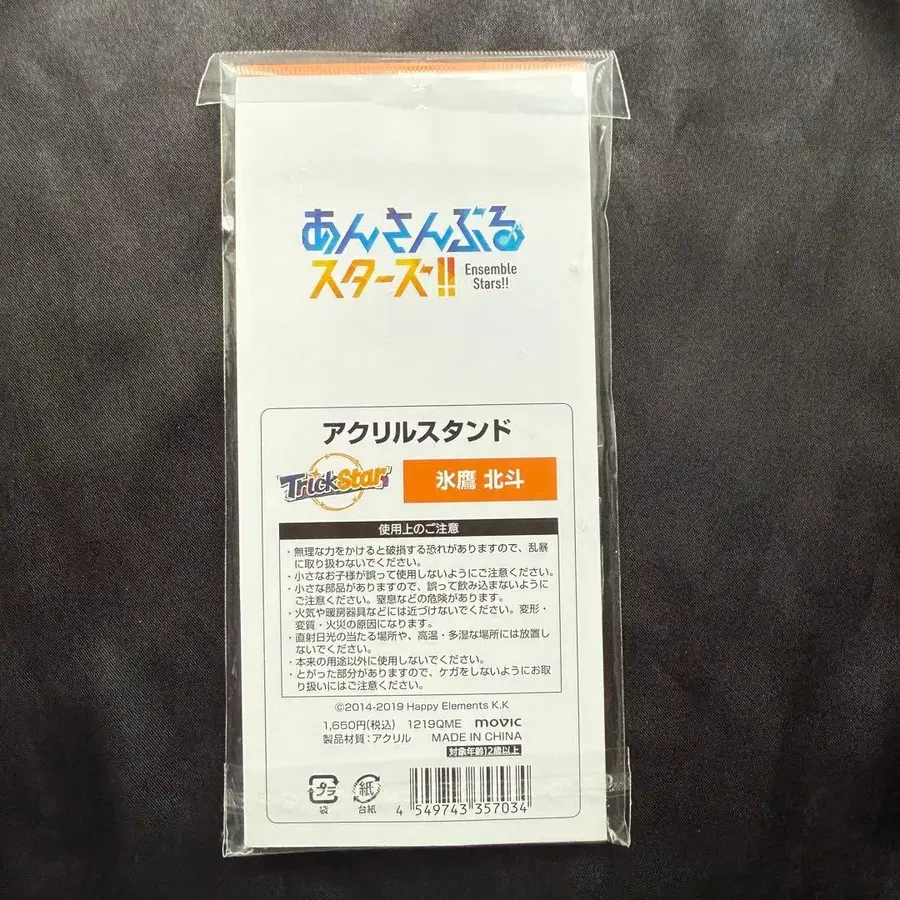 あんさんぶる
スターズ!!
Ensemble
Stars!!
アクリルスタンド
TrickStar
氷鷹 北斗
使用上のご注意
・無理な力をかけると破損する恐れがありますので、乱暴
に取り扱わないでください。
・小さなお子様が誤って使用しないようにご注意ください。
・小さな部品がありますので、誤って飲み込まないように
ご注意ください。窒息などの危険があります。
・火気や暖房器具などには近づけないでください。変形・
変質・火災の原因になります。
・直射日光の当たる場所や、高温・多湿な場所には放置し
ないでください。
・本来の用途以外に使用しないでください。
・とがった部分がありますので、ケガをしないようにお取
り扱いにはご注意ください。
©2014-2019 Happy Elements K.K
1,650円(税込) 1219QME movic
製品材質:アクリル MADE IN CHINA
対象年齢12歳以上
プラ 紙
袋 台紙
4 549743 357034